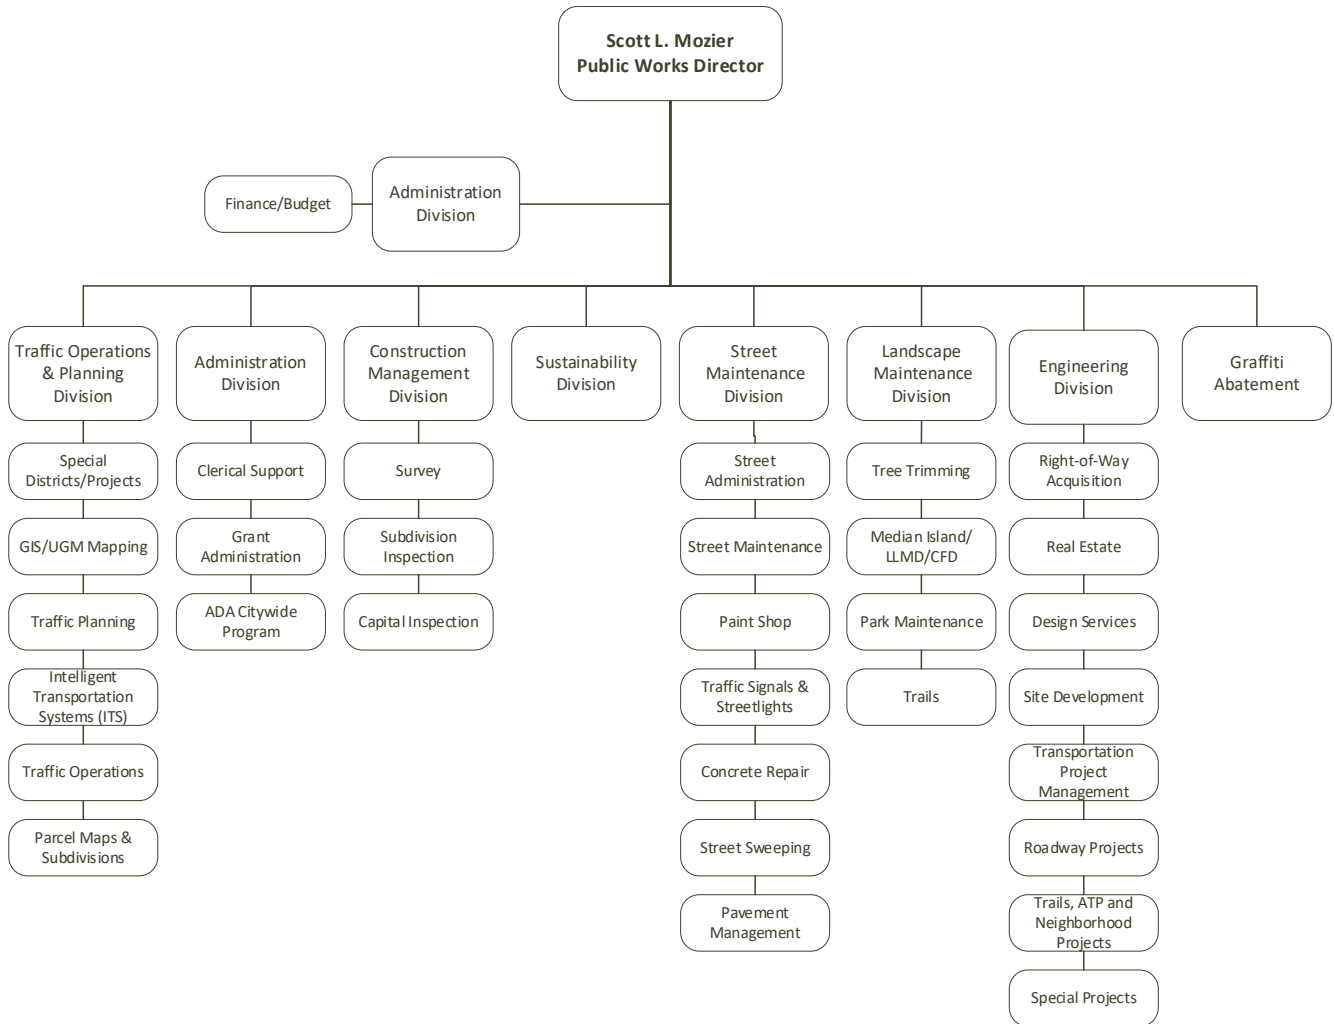 Scott L. Mozier
Public Works Director
Finance/Budget
Administration
Division
Traffic Operations
& Planning
Division
Special
Districts/Projects
GIS/UGM Mapping
Traffic Planning
Intelligent
Transportation
Systems (ITS)
Traffic Operations
Parcel Maps &
Subdivisions
Administration
Division
Clerical Support
Grant
Administration
ADA Citywide
Program
Construction
Management
Division
Survey
Subdivision
Inspection
Capital Inspection
Sustainability
Division
Street
Maintenance
Division
Street
Administration
Street Maintenance
Paint Shop
Traffic Signals &
Streetlights
Concrete Repair
Street Sweeping
Pavement
Management
Landscape
Maintenance
Division
Tree Trimming
Median Island/
LLMD/CFD
Park Maintenance
Trails
Engineering
Division
Right-of-Way
Acquisition
Real Estate
Design Services
Site Development
Transportation
Project
Management
Roadway Projects
Trails, ATP and
Neighborhood
Projects
Special Projects
Graffiti
Abatement